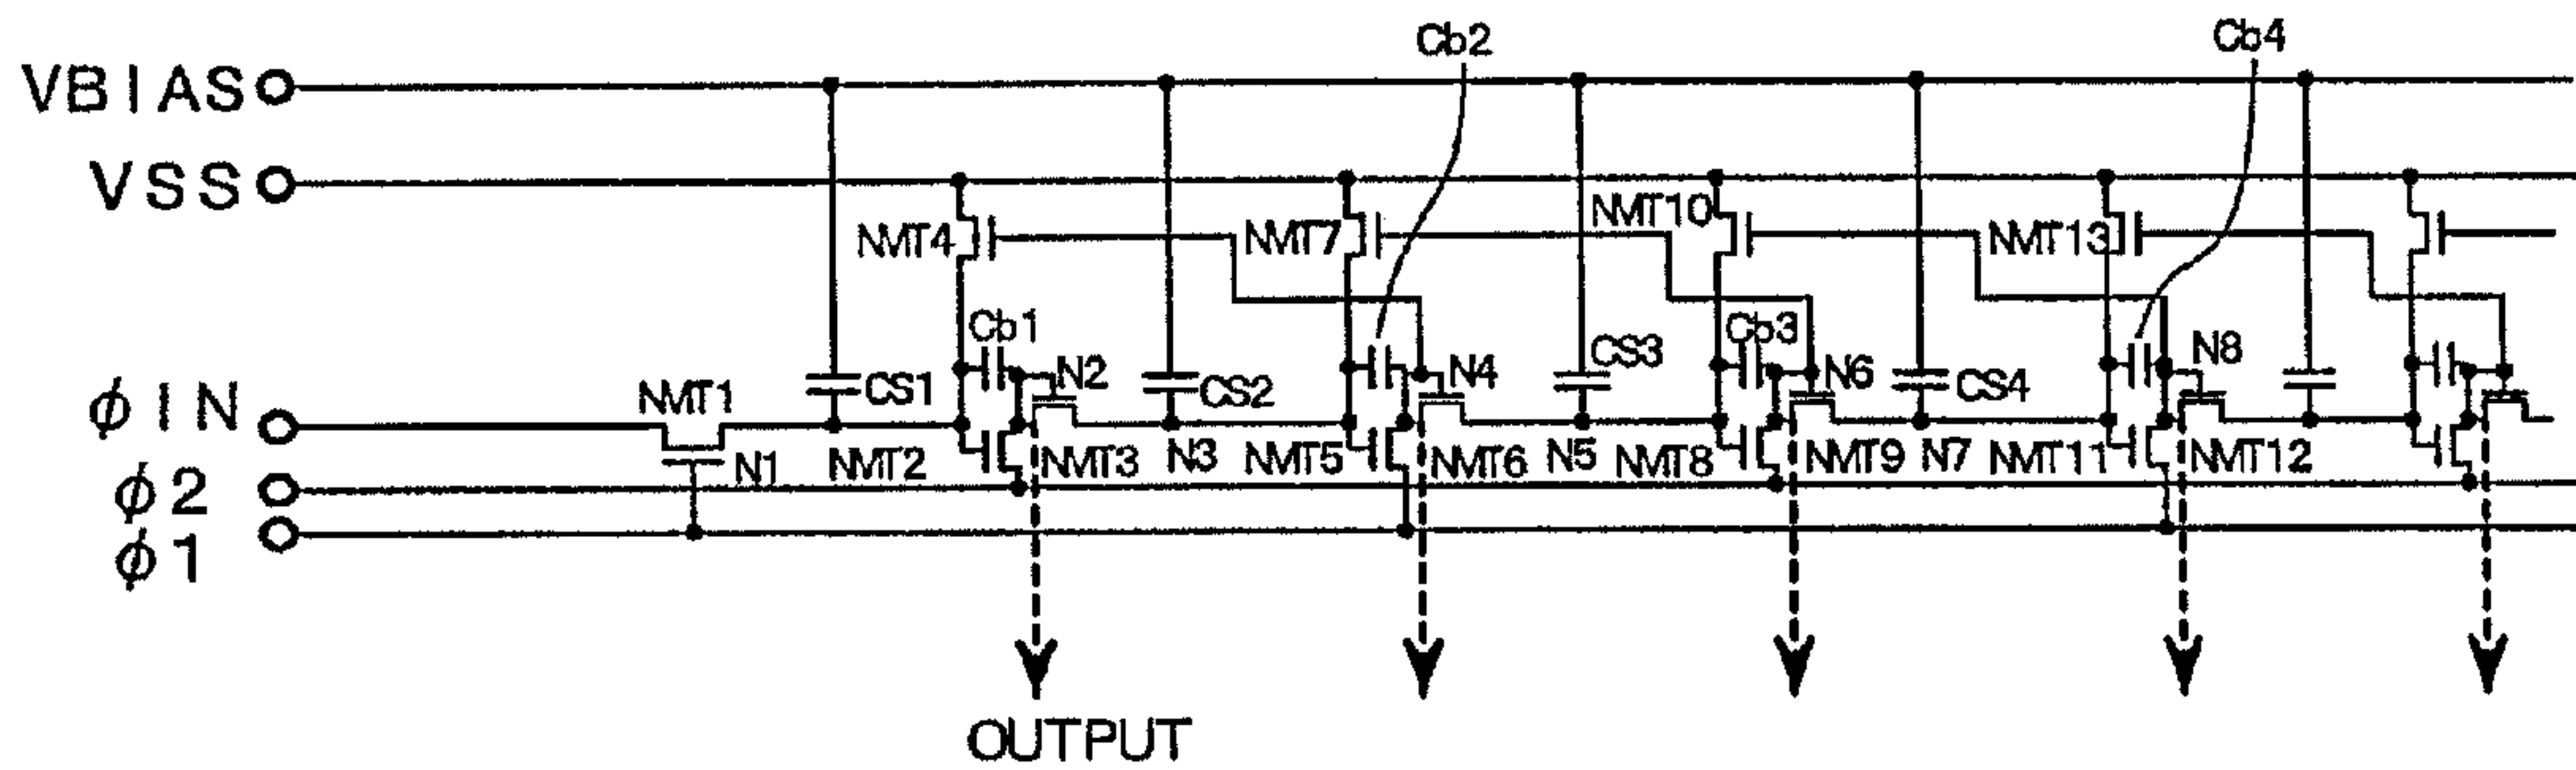 Cb2
Cb4
VBIAS
VSS
NMT4
NMT7
NMT10
NMT13
Cb1
Cb3
CS3
N2
N4
N6
N8
CS1
CS2
CS4
φIN
NMT1
N1
NMT2
NMT3
N3
NMT5
NMT6
N5
NMT8
NMT9
N7
NMT11
NMT12
φ2
φ1
OUTPUT